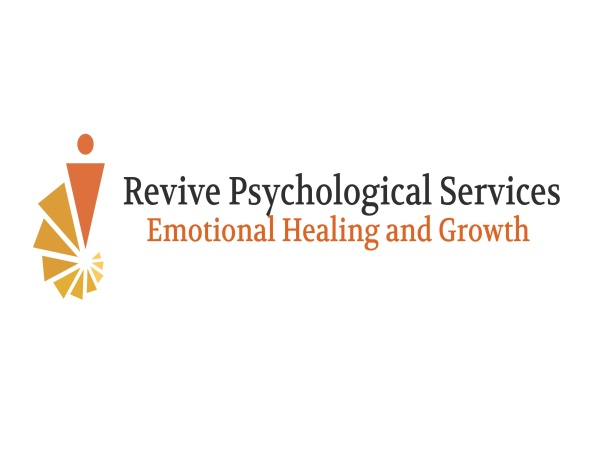 Revive Psychological Services
Emotional Healing and Growth